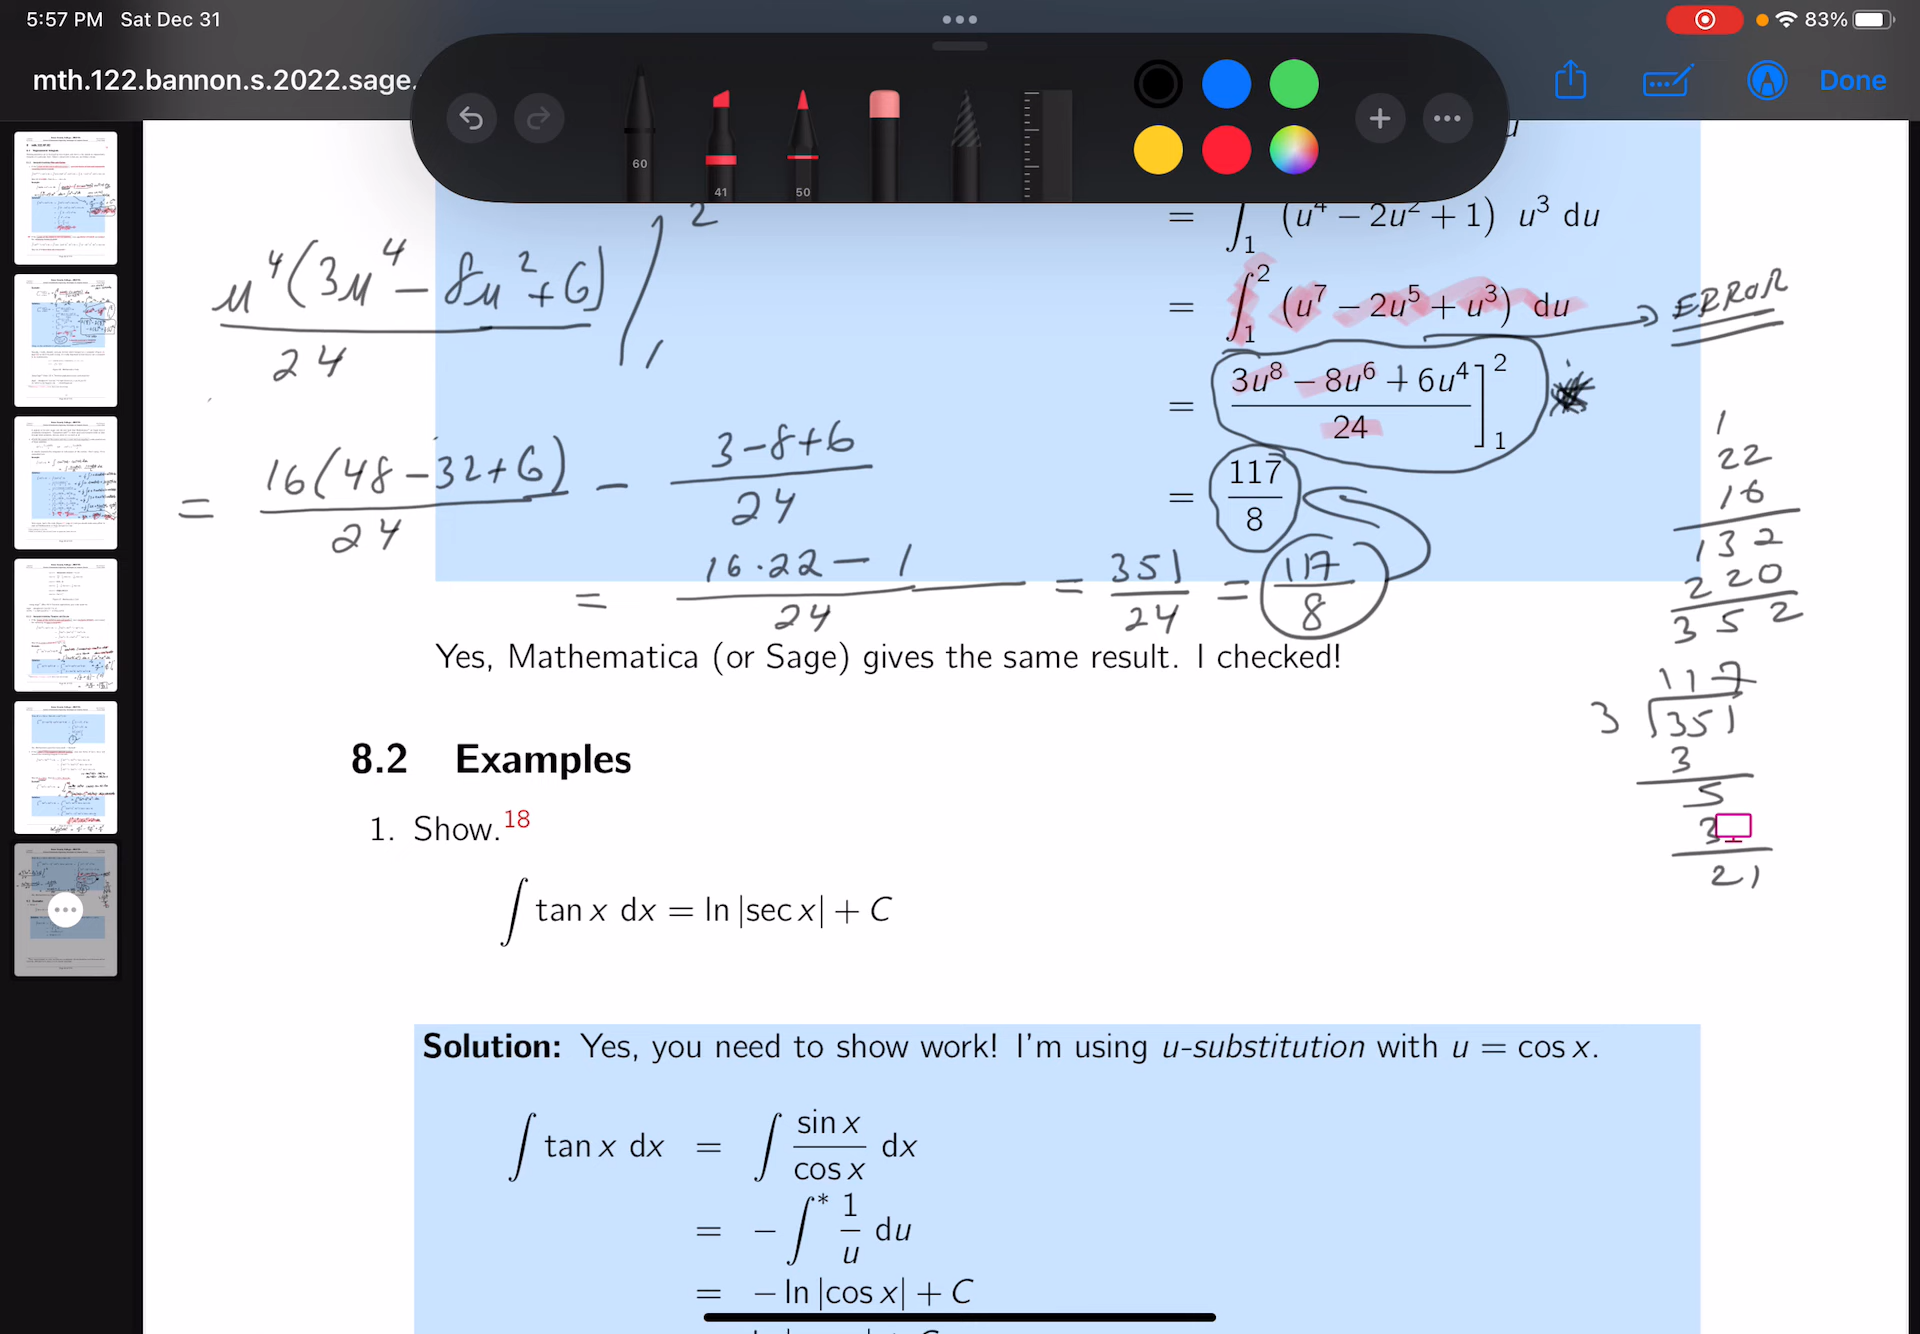 5:57 PM Sat Dec 31
83%
mth.122.bannon.s.2022.sage.
Done
60
41
50
u
= ∫₁ (u⁴ − 2u² + 1) u³ du
= ∫₁² (u⁷ − 2u⁵ + u³) du
ERROR
= 3u⁸ − 8u⁶ + 6u⁴ / 24 ]₁²
= 117/8
u⁴(3u⁴ − 8u² + 6) / 24 |₁²
= 16(48 − 32 + 6) / 24 − 3 − 8 + 6 / 24
= 16·22 − 1 / 24 = 351/24 = 117/8
1
22
16
132
220
352
117
3 351
3
5
3
21
Yes, Mathematica (or Sage) gives the same result. I checked!
8.2 Examples
1. Show.18
∫ tan x dx = ln |sec x| + C
Solution: Yes, you need to show work! I'm using u-substitution with u = cos x.
∫ tan x dx = ∫ sin x / cos x dx
= − ∫* 1/u du
= − ln |cos x| + C